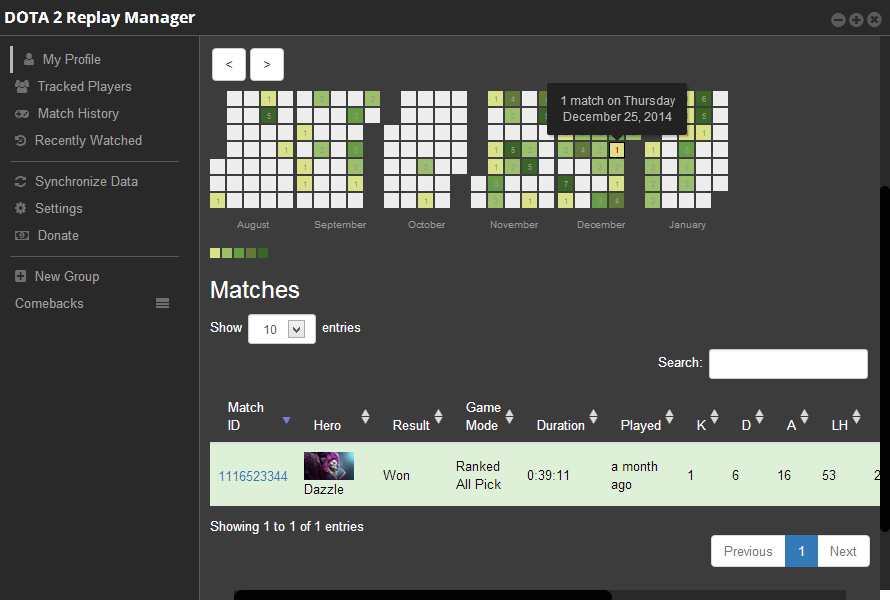 DOTA 2 Replay Manager
My Profile
Tracked Players
Match History
Recently Watched
Synchronize Data
Settings
Donate
New Group
Comebacks
< >
1 match on Thursday
December 25, 2014
August September October November December January
Matches
Show 10 entries
Search:
Match ID Hero Result Game Mode Duration Played K D A LH
1116523344 Dazzle Won Ranked All Pick 0:39:11 a month ago 1 6 16 53
Showing 1 to 1 of 1 entries
Previous 1 Next